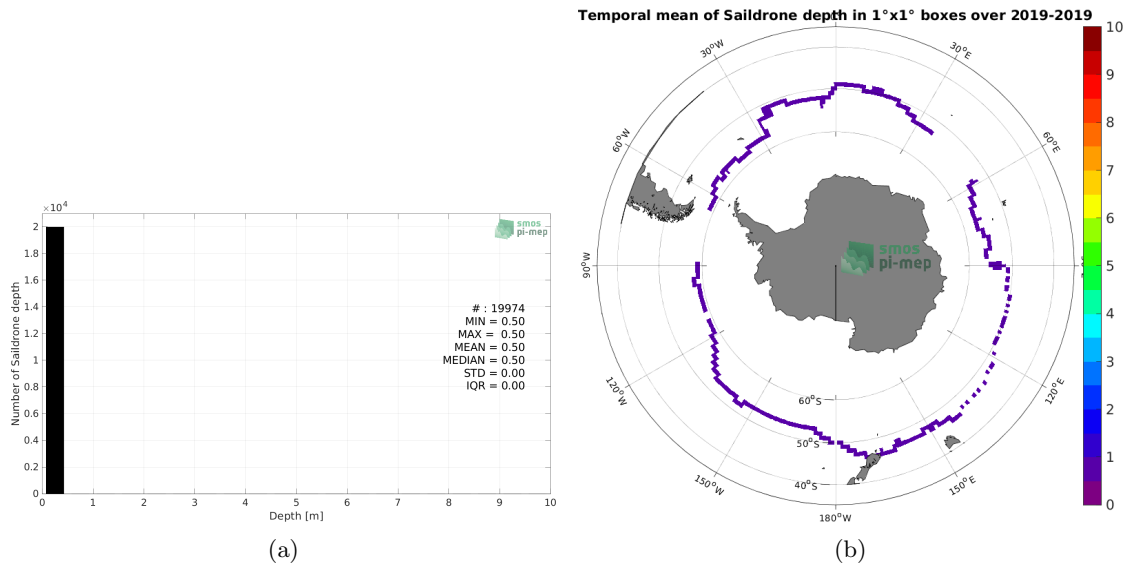 ×10⁴
2
1.8
1.6
1.4
1.2
1
0.8
0.6
0.4
0.2
0
Number of Saildrone depth
smos
pi-mep
# : 19974
MIN = 0.50
MAX = 0.50
MEAN = 0.50
MEDIAN = 0.50
STD = 0.00
IQR = 0.00
0 1 2 3 4 5 6 7 8 9 10
Depth [m]
(a)
Temporal mean of Saildrone depth in 1°x1° boxes over 2019-2019
30°W
30°E
60°W
60°E
90°W
120°W
120°E
150°W
150°E
180°W
60°S
50°S
40°S
smos
pi-mep
10
9
8
7
6
5
4
3
2
1
0
(b)